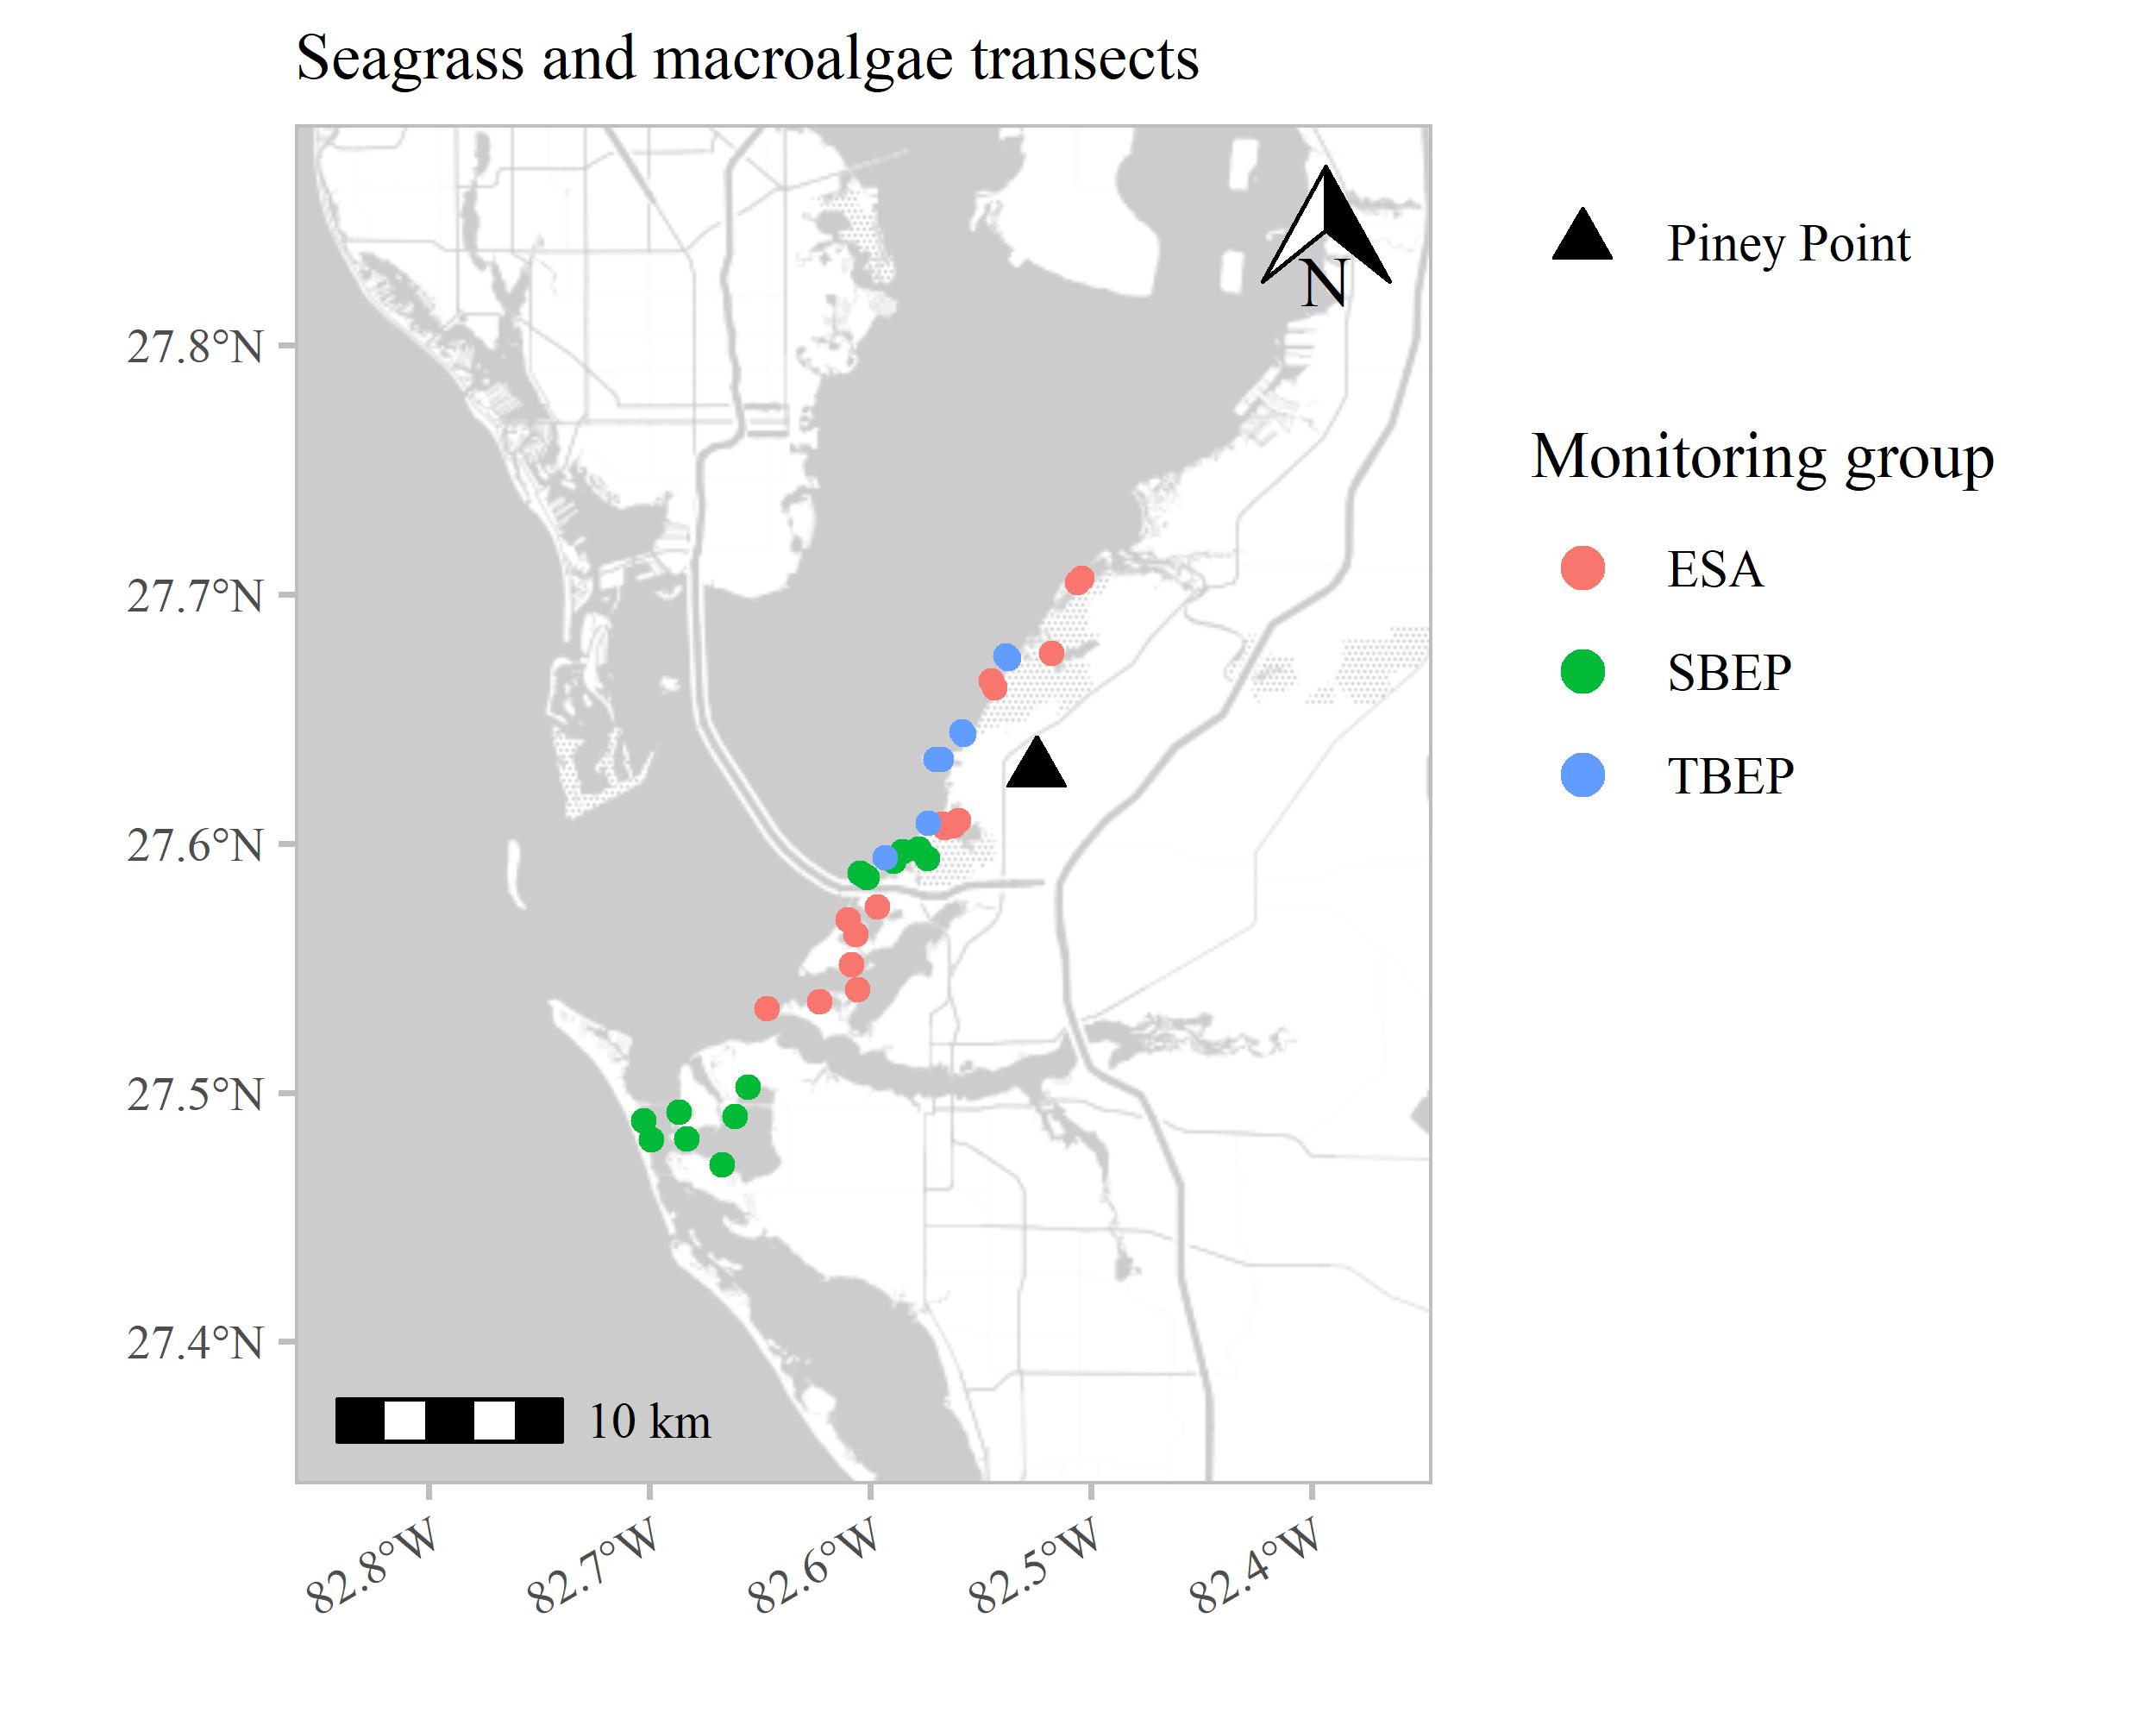 Seagrass and macroalgae transects
N
Piney Point
Monitoring group
ESA
SBEP
TBEP
27.8°N
27.7°N
27.6°N
27.5°N
27.4°N
10 km
82.8°W
82.7°W
82.6°W
82.5°W
82.4°W